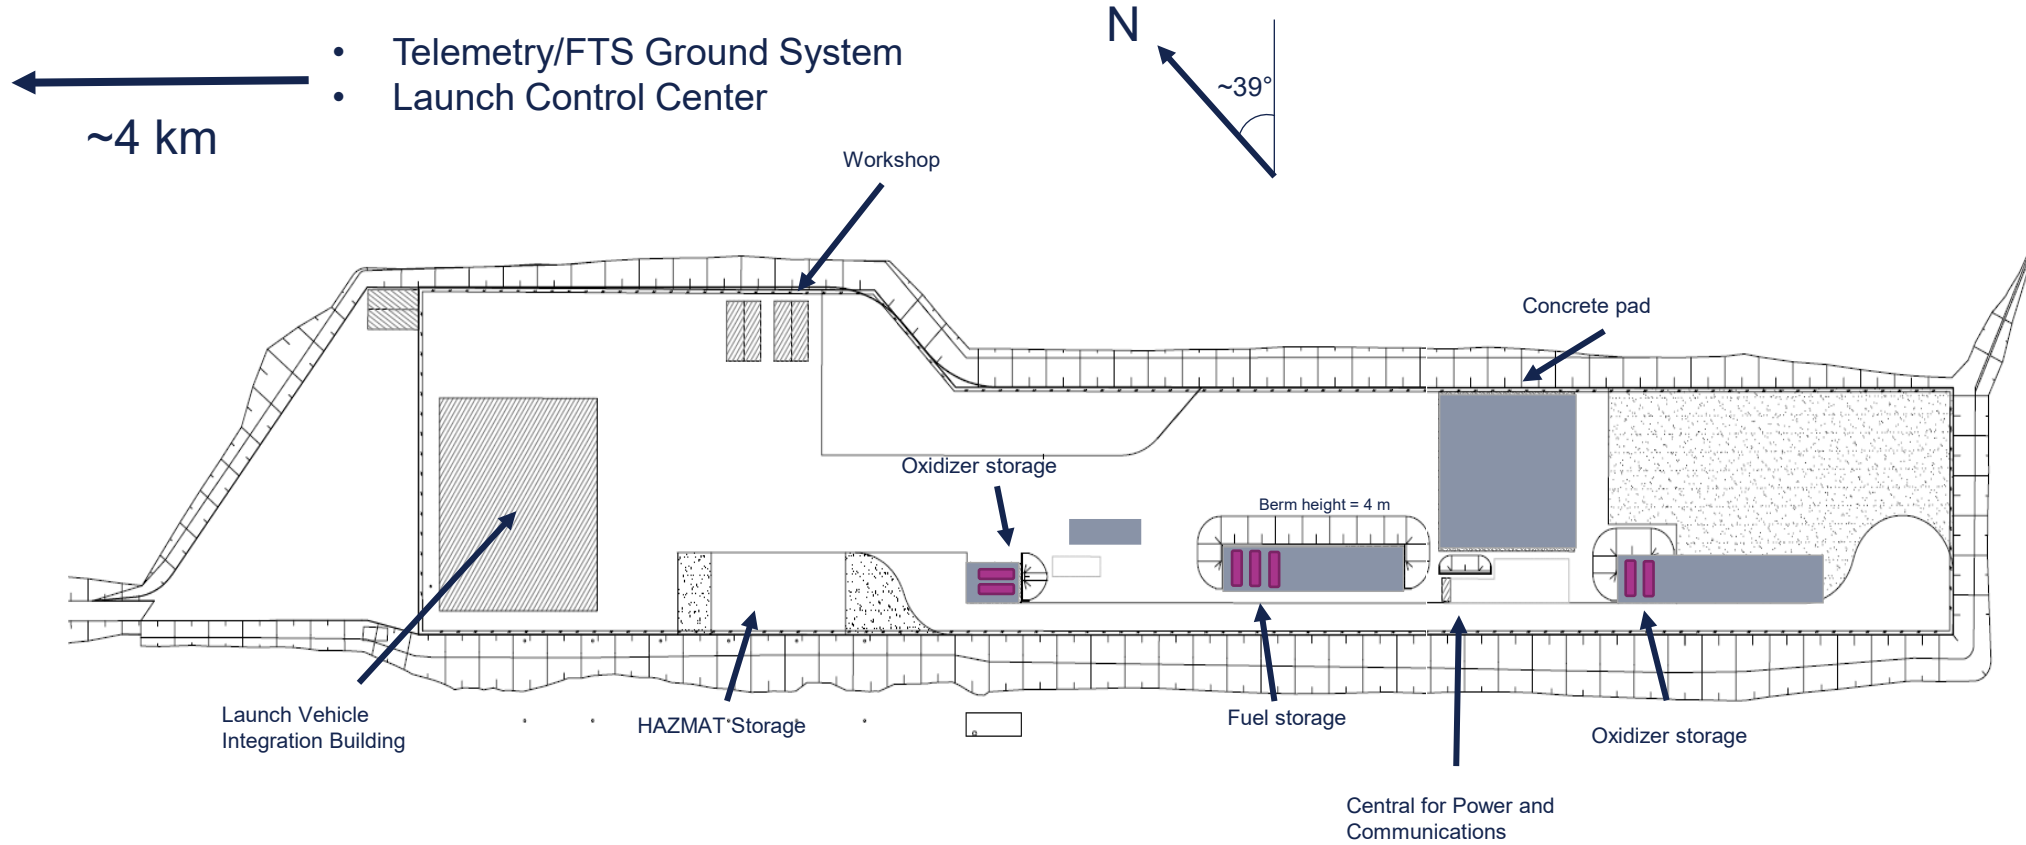 N
• Telemetry/FTS Ground System
• Launch Control Center
~39°
~4 km
Workshop
Concrete pad
Oxidizer storage
Berm height = 4 m
Launch Vehicle
Integration Building
HAZMAT Storage
Fuel storage
Oxidizer storage
Central for Power and
Communications